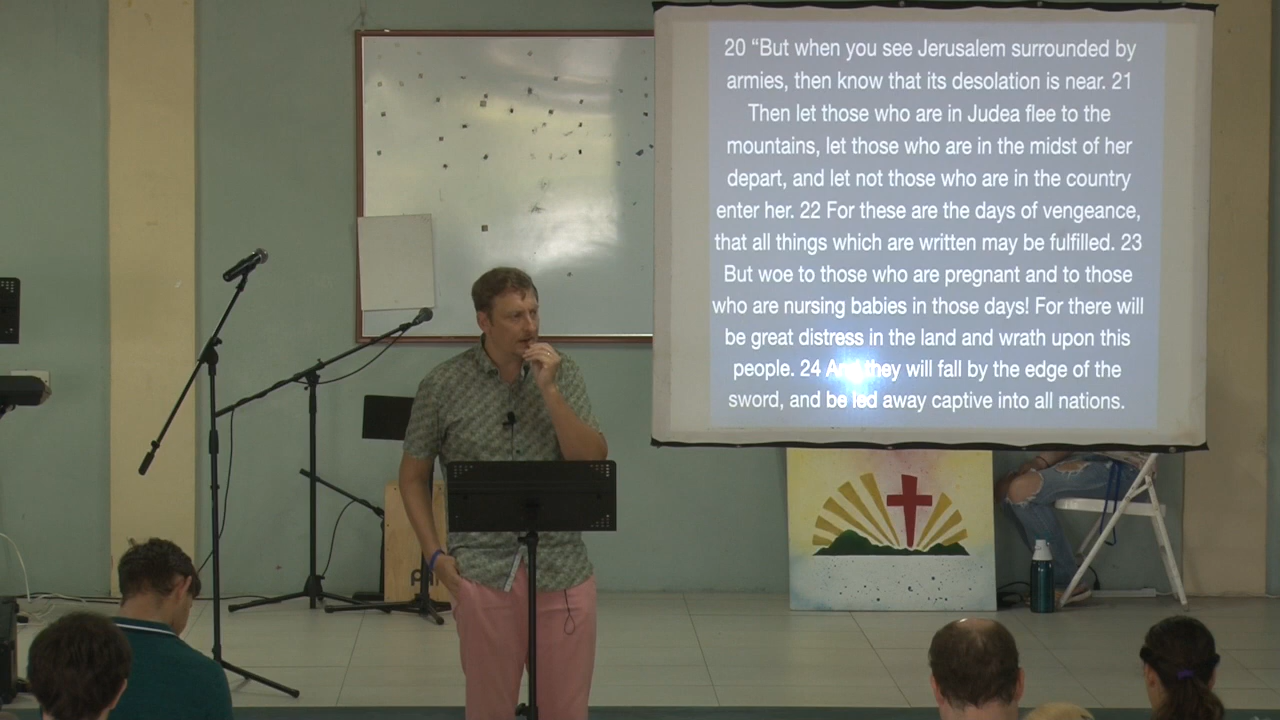 20 “But when you see Jerusalem surrounded by
armies, then know that its desolation is near. 21
Then let those who are in Judea flee to the
mountains, let those who are in the midst of her
depart, and let not those who are in the country
enter her. 22 For these are the days of vengeance,
that all things which are written may be fulfilled. 23
But woe to those who are pregnant and to those
who are nursing babies in those days! For there will
be great distress in the land and wrath upon this
people. 24 And they will fall by the edge of the
sword, and be led away captive into all nations.